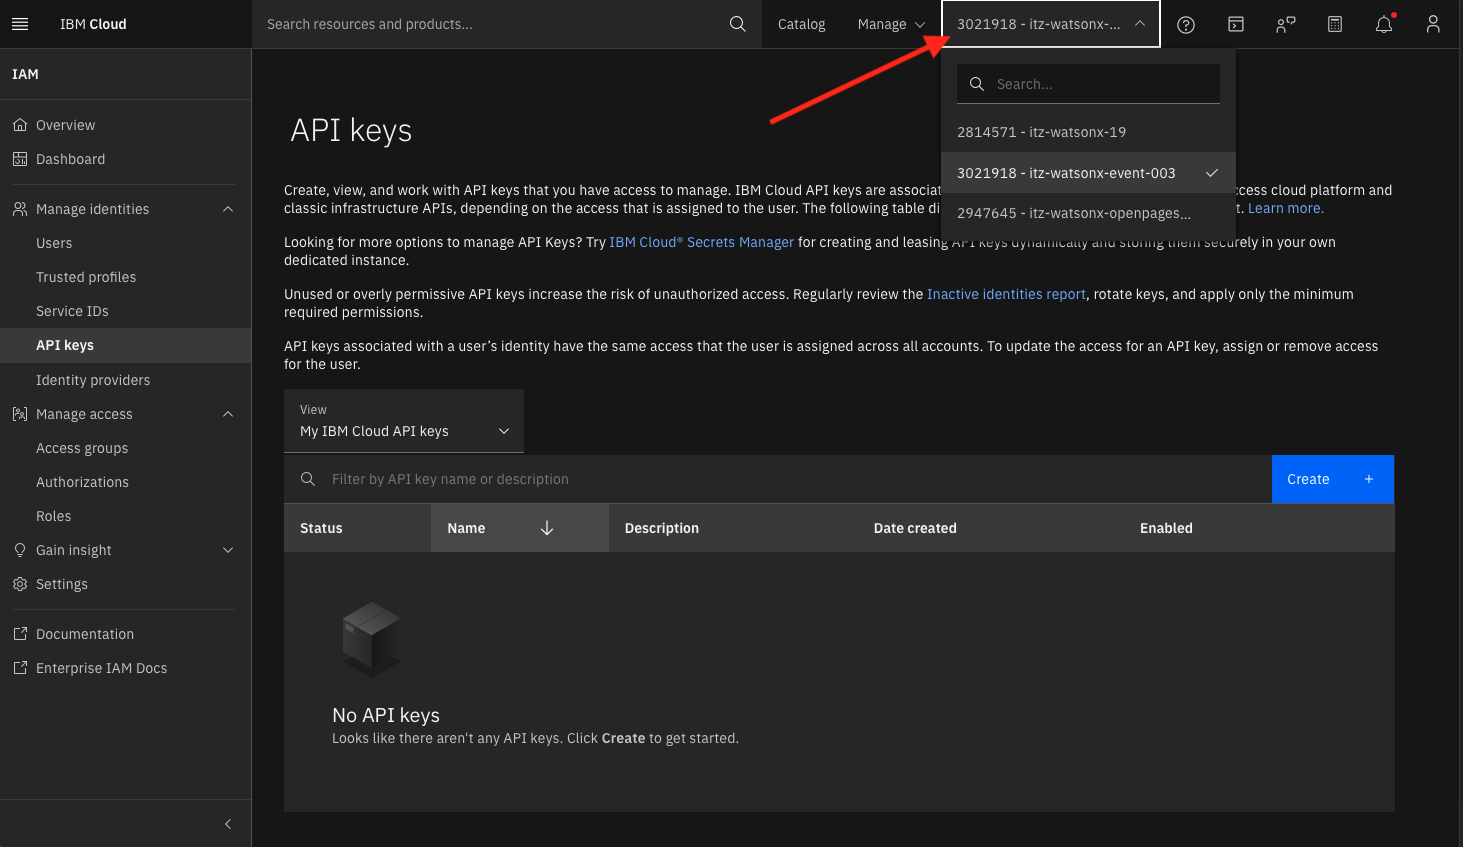 IBM Cloud
Search resources and products...
Catalog
Manage
3021918 - itz-watsonx-...
IAM
Overview
Dashboard
Manage identities
Users
Trusted profiles
Service IDs
API keys
Identity providers
Manage access
Access groups
Authorizations
Roles
Gain insight
Settings
Documentation
Enterprise IAM Docs
Search...
2814571 - itz-watsonx-19
3021918 - itz-watsonx-event-003
2947645 - itz-watsonx-openpages...
API keys
Create, view, and work with API keys that you have access to manage. IBM Cloud API keys are associat ccess cloud platform and
classic infrastructure APIs, depending on the access that is assigned to the user. The following table di t. Learn more.
Looking for more options to manage API Keys? Try IBM Cloud® Secrets Manager for creating and leasing API keys dynamically and storing them securely in your own
dedicated instance.
Unused or overly permissive API keys increase the risk of unauthorized access. Regularly review the Inactive identities report, rotate keys, and apply only the minimum
required permissions.
API keys associated with a user’s identity have the same access that the user is assigned across all accounts. To update the access for an API key, assign or remove access
for the user.
View
My IBM Cloud API keys
Filter by API key name or description
Create +
Status Name Description Date created Enabled
No API keys
Looks like there aren't any API keys. Click Create to get started.